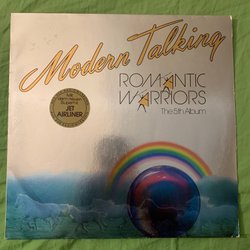 Modern Talking
ROMANTIC
WARRIORS
The 5th Album
JET
AIRLINER